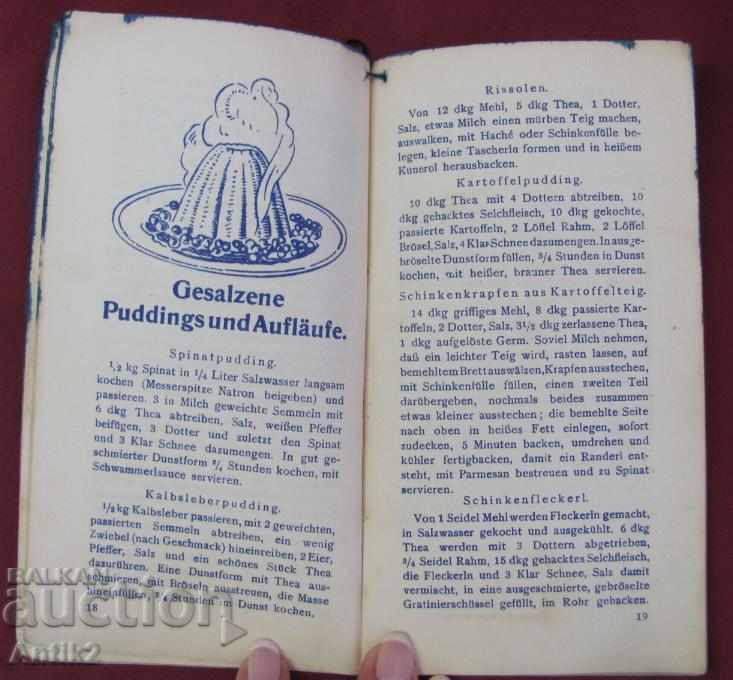 Gesalzene
Puddings und Aufläufe.
Spinatpudding.
1/2 kg Spinat in 1/4 Liter Salzwasser langsam
kochen (Messerspitze Natron beigeben) und
passieren. 3 in Milch geweichte Semmeln mit
6 dkg Thea abtreiben, Salz, weißen Pfeffer
beifügen, 3 Dotter und zuletzt den Spinat
und 3 Klar Schnee dazumengen. In gut ge-
schmierter Dunstform 3/4 Stunden kochen, mit
Schwammerlsauce servieren.
Kalbsleberpudding.
1/2 kg Kalbsleber passieren, mit 2 geweichten,
passierten Semmeln abtreiben, ein wenig
Zwiebel (nach Geschmack) hineinreiben, 2 Eier,
Pfeffer, Salz und ein schönes Stück Thea
dazurühren. Eine Dunstform mit Thea aus-
schmieren, mit Bröseln ausstreuen, die Masse
hineinfüllen, 3/4 Stunden im Dunst kochen.
18
Rissolen.
Von 12 dkg Mehl, 5 dkg Thea, 1 Dotter,
Salz, etwas Milch einen mürben Teig machen,
auswalken, mit Haché oder Schinkenfülle be-
legen, kleine Tascherln formen und in heißem
Kunerol herausbacken.
Kartoffelpudding.
10 dkg Thea mit 4 Dottern abtreiben, 10
dkg gehacktes Selchfleisch, 10 dkg gekochte,
passierte Kartoffeln, 2 Löffel Rahm, 2 Löffel
Brösel, Salz, 4 Klar Schnee dazumengen. In ausge-
bröselte Dunstform füllen, 3/4 Stunden in Dunst
kochen, mit heißer, brauner Thea servieren.
Schinkenkrapfen aus Kartoffelteig.
14 dkg griffiges Mehl, 8 dkg passierte Kar-
toffeln, 2 Dotter, Salz, 3 1/2 dkg zerlassene Thea,
1 dkg aufgelöste Germ. Soviel Milch nehmen,
daß ein leichter Teig wird, rasten lassen, auf
bemehltem Brett auswälzen, Krapfen ausstechen,
mit Schinkenfülle füllen, einen zweiten Teil
darübergeben, nochmals beides zusammen
etwas kleiner ausstechen; die bemehlte Seite
nach oben in heißes Fett einlegen, sofort
zudecken, 5 Minuten backen, umdrehen und
kühler fertigbacken, damit ein Randerl ent-
steht, mit Parmesan bestreuen und zu Spinat
servieren.
Schinkenfleckerl.
Von 1 Seidel Mehl werden Fleckerln gemacht,
in Salzwasser gekocht und ausgekühlt. 6 dkg
Thea werden mit 3 Dottern abgetrieben,
3/4 Seidel Rahm, 15 dkg gehacktes Selchfleisch,
die Fleckerln und 3 Klar Schnee, Salz damit
vermischt, in eine ausgeschmierte, gebröselte
Gratinierschüssel gefüllt, im Rohr gebacken.
19
BALKAN
auction
Antik2